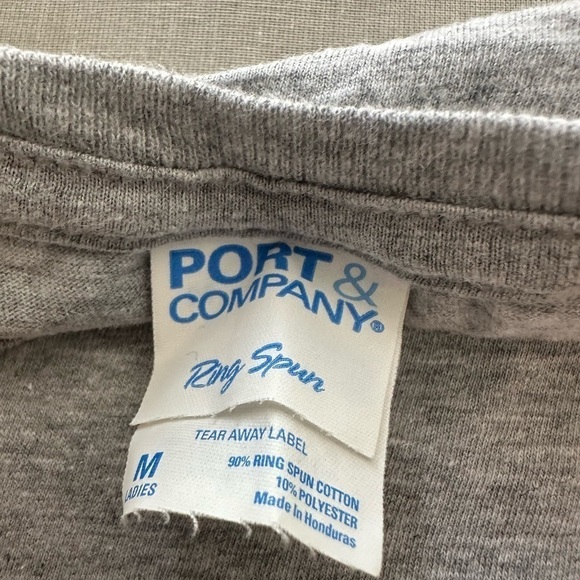 PORT &
COMPANY®
Ring Spun
TEAR AWAY LABEL
M
LADIES
90% RING SPUN COTTON
10% POLYESTER
Made In Honduras